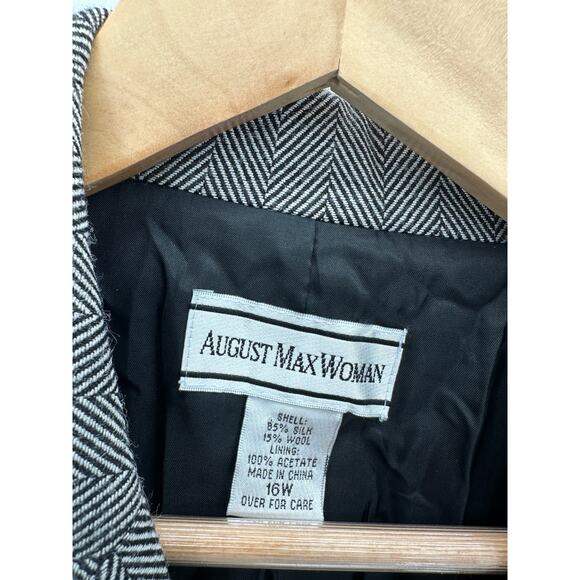 AUGUST MAX WOMAN
SHELL:
85% SILK
15% WOOL
LINING:
100% ACETATE
MADE IN CHINA
16W
OVER FOR CARE